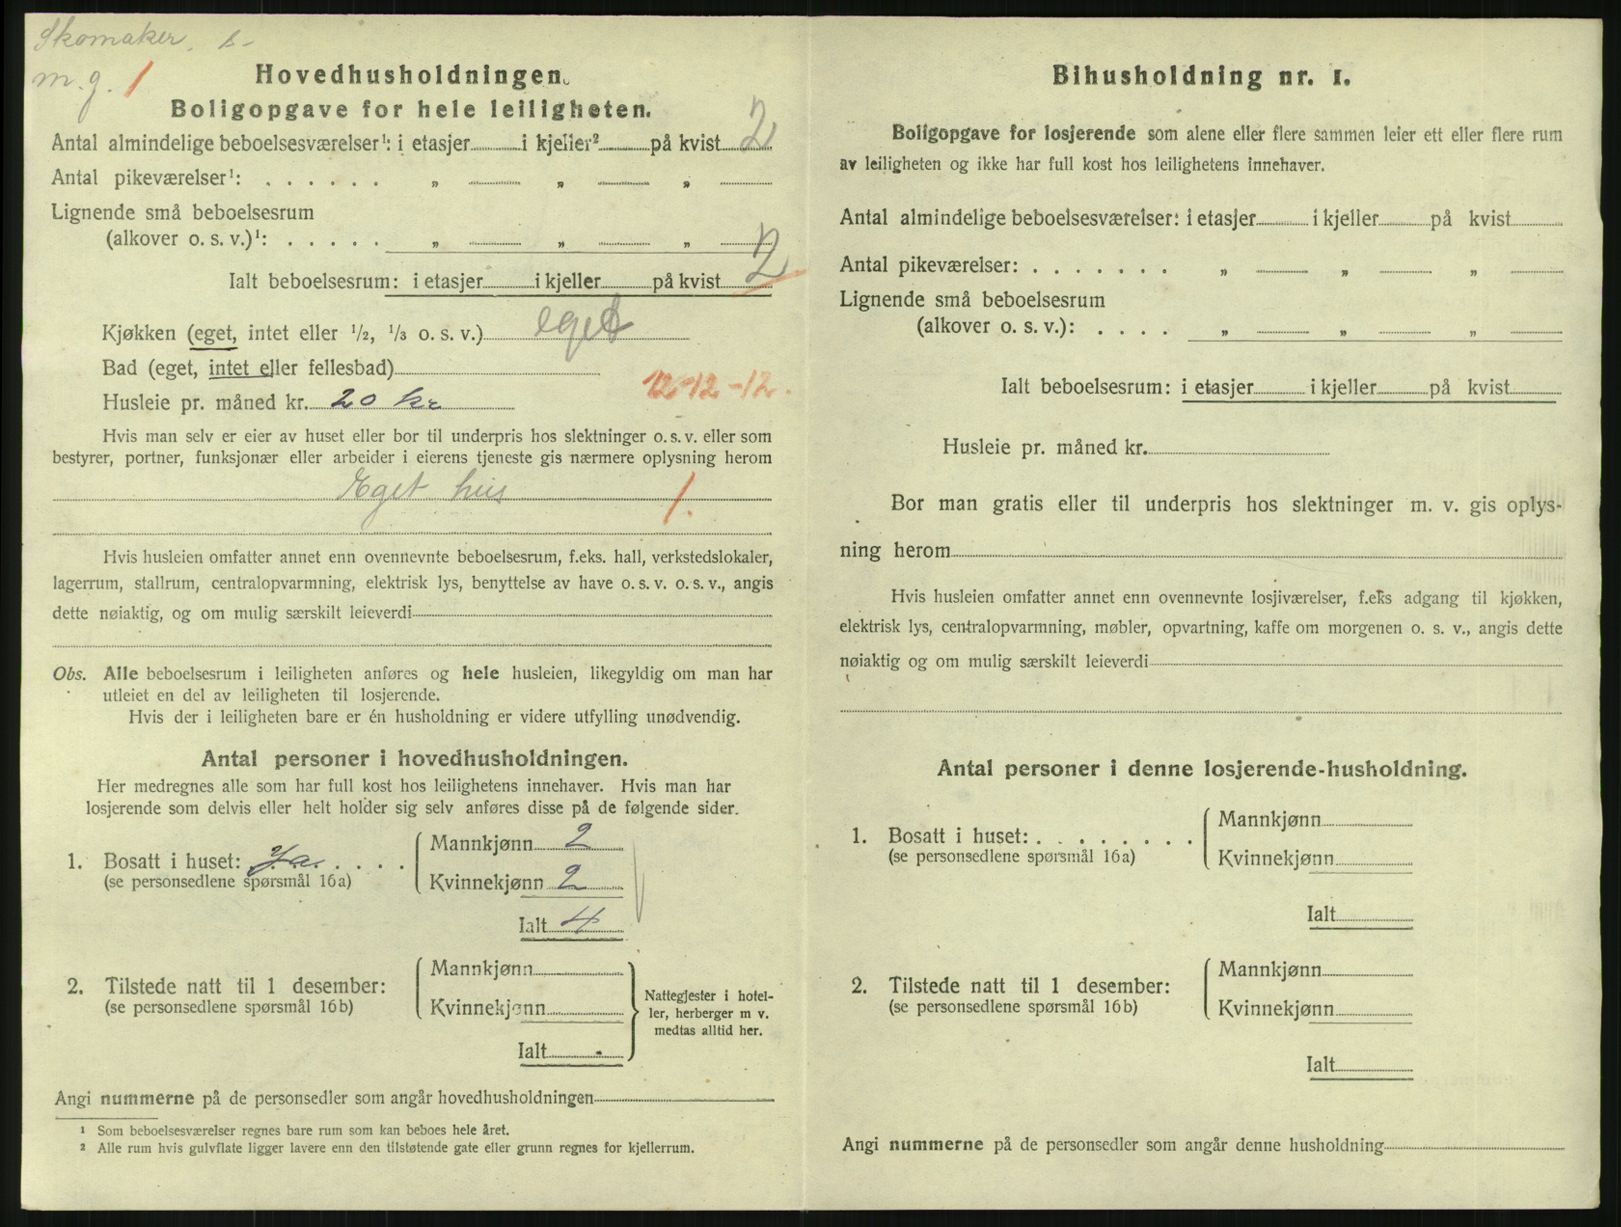 Skomaker. b-
m.g. 1
Hovedhusholdningen.
Boligopgave for hele leiligheten.
Antal almindelige beboelsesværelser¹: i etasjer i kjeller² på kvist 2
Antal pikeværelser¹: . . . . . . „ „ „
Lignende små beboelsesrum
(alkover o. s. v.)¹: . . . . . „ „ „
Ialt beboelsesrum: i etasjer i kjeller på kvist 2
Kjøkken (eget, intet eller 1/2, 1/3 o. s. v.) eget
Bad (eget, intet eller fellesbad)
Husleie pr. måned kr. 20 kr 12-12-12.
Hvis man selv er eier av huset eller bor til underpris hos slektninger o. s. v. eller som
bestyrer, portner, funksjonær eller arbeider i eierens tjeneste gis nærmere oplysning herom
Eget hus 1.
Hvis husleien omfatter annet enn ovennevnte beboelsesrum, f.eks. hall, verkstedslokaler,
lagerrum, stallrum, centralopvarmning, elektrisk lys, benyttelse av have o. s. v. o. s. v., angis
dette nøiaktig, og om mulig særskilt leieverdi
Obs. Alle beboelsesrum i leiligheten anføres og hele husleien, likegyldig om man har
utleiet en del av leiligheten til losjerende.
Hvis der i leiligheten bare er én husholdning er videre utfylling unødvendig.
Antal personer i hovedhusholdningen.
Her medregnes alle som har full kost hos leilighetens innehaver. Hvis man har
losjerende som delvis eller helt holder sig selv anføres disse på de følgende sider.
1. Bosatt i huset: Ja. . . . .
(se personsedlene spørsmål 16a)
Mannkjønn 2
Kvinnekjønn 2
Ialt 4
2. Tilstede natt til 1 desember:
(se personsedlene spørsmål 16b)
Mannkjønn
Kvinnekjønn
Ialt
Nattegjester i hotel-
ler, herberger m v.
medtas alltid her.
Angi nummerne på de personsedler som angår hovedhusholdningen
¹ Som beboelsesværelser regnes bare rum som kan beboes hele året.
² Alle rum hvis gulvflate ligger lavere enn den tilstøtende gate eller grunn regnes for kjellerrum.
Bihusholdning nr. 1.
Boligopgave for losjerende som alene eller flere sammen leier ett eller flere rum
av leiligheten og ikke har full kost hos leilighetens innehaver.
Antal almindelige beboelsesværelser: i etasjer i kjeller på kvist
Antal pikeværelser: . . . . . . . „ „ „
Lignende små beboelsesrum
(alkover o. s. v.): . . . . „ „ „
Ialt beboelsesrum: i etasjer i kjeller på kvist
Husleie pr. måned kr.
Bor man gratis eller til underpris hos slektninger m. v. gis oplys-
ning herom
Hvis husleien omfatter annet enn ovennevnte losjiværelser, f.eks adgang til kjøkken,
elektrisk lys, centralopvarmning, møbler, opvartning, kaffe om morgenen o. s. v., angis dette
nøiaktig og om mulig særskilt leieverdi
Antal personer i denne losjerende-husholdning.
1. Bosatt i huset: . . . . . . . .
(se personsedlene spørsmål 16a)
Mannkjønn
Kvinnekjønn
Ialt
2. Tilstede natt til 1 desember:
(se personsedlene spørsmål 16b)
Mannkjønn
Kvinnekjønn
Ialt
Angi nummerne på de personsedler som angår denne husholdning